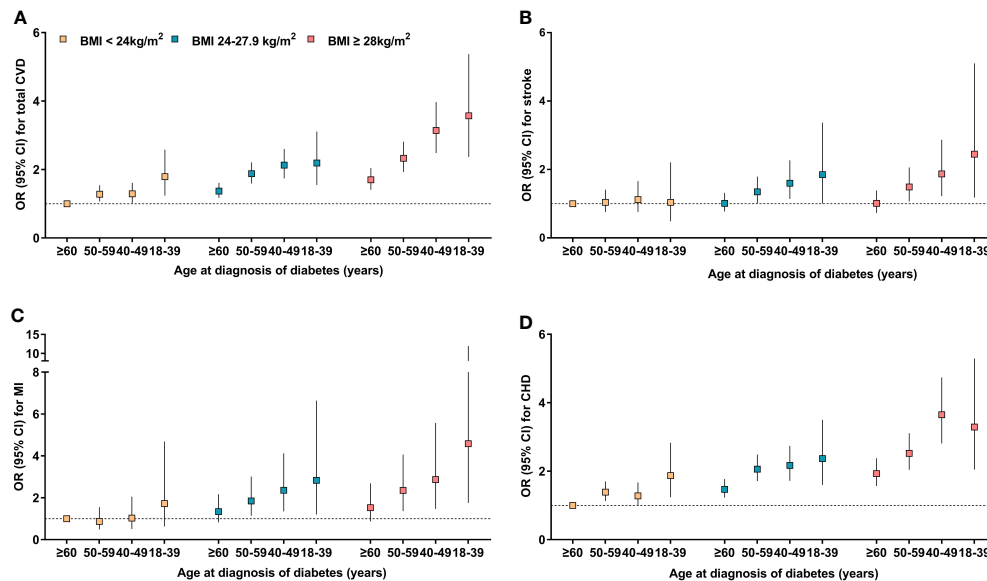 A
BMI < 24kg/m² BMI 24-27.9 kg/m² BMI ≥ 28kg/m²
OR (95% CI) for total CVD
6
4
2
0
≥60 50-59 40-49 18-39 ≥60 50-59 40-49 18-39 ≥60 50-59 40-49 18-39
Age at diagnosis of diabetes (years)
B
OR (95% CI) for stroke
6
4
2
0
≥60 50-59 40-49 18-39 ≥60 50-59 40-49 18-39 ≥60 50-59 40-49 18-39
Age at diagnosis of diabetes (years)
C
OR (95% CI) for MI
15
10
8
6
4
2
0
≥60 50-59 40-49 18-39 ≥60 50-59 40-49 18-39 ≥60 50-59 40-49 18-39
Age at diagnosis of diabetes (years)
D
OR (95% CI) for CHD
6
4
2
0
≥60 50-59 40-49 18-39 ≥60 50-59 40-49 18-39 ≥60 50-59 40-49 18-39
Age at diagnosis of diabetes (years)